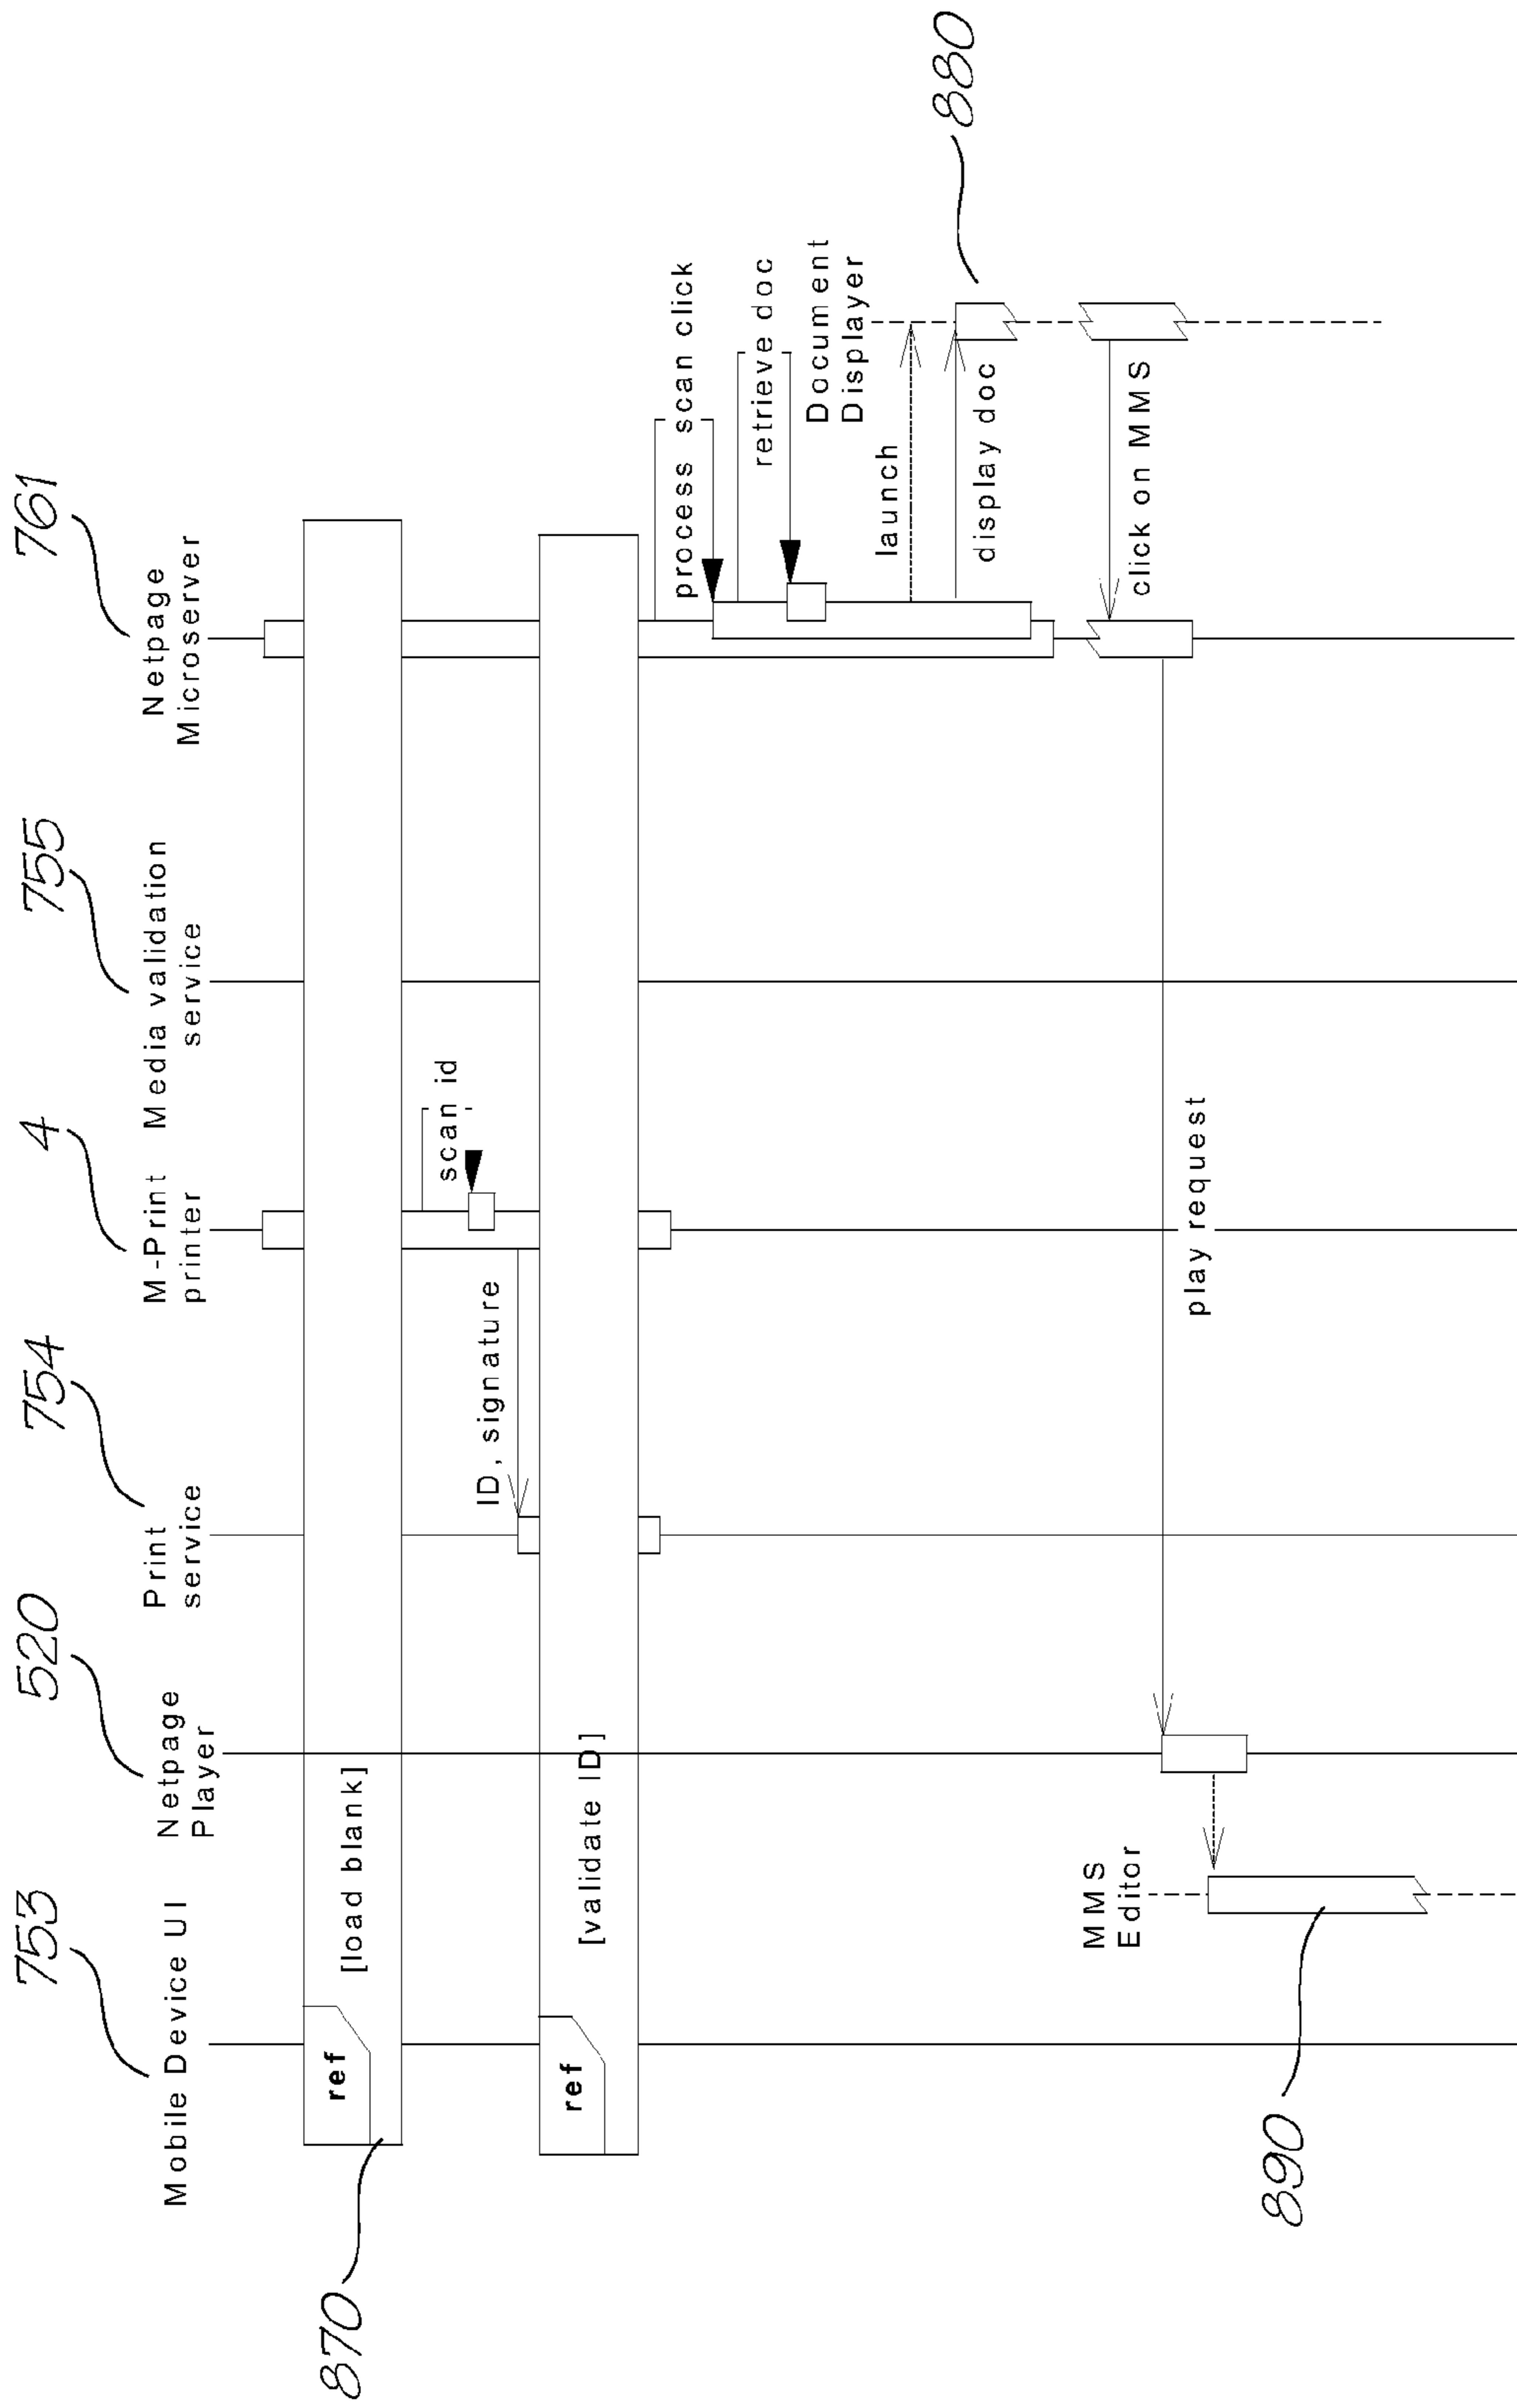 753
520
754
4
755
761
Mobile Device UI
Netpage
Player
Print
service
M-Print
printer
Media validation
service
Netpage
Microserver
870
ref
[load blank]
scan id
ID, signature
ref
[validate ID]
process scan click
retrieve doc
Document
Displayer
launch
880
display doc
MMS
Editor
click on MMS
play request
890